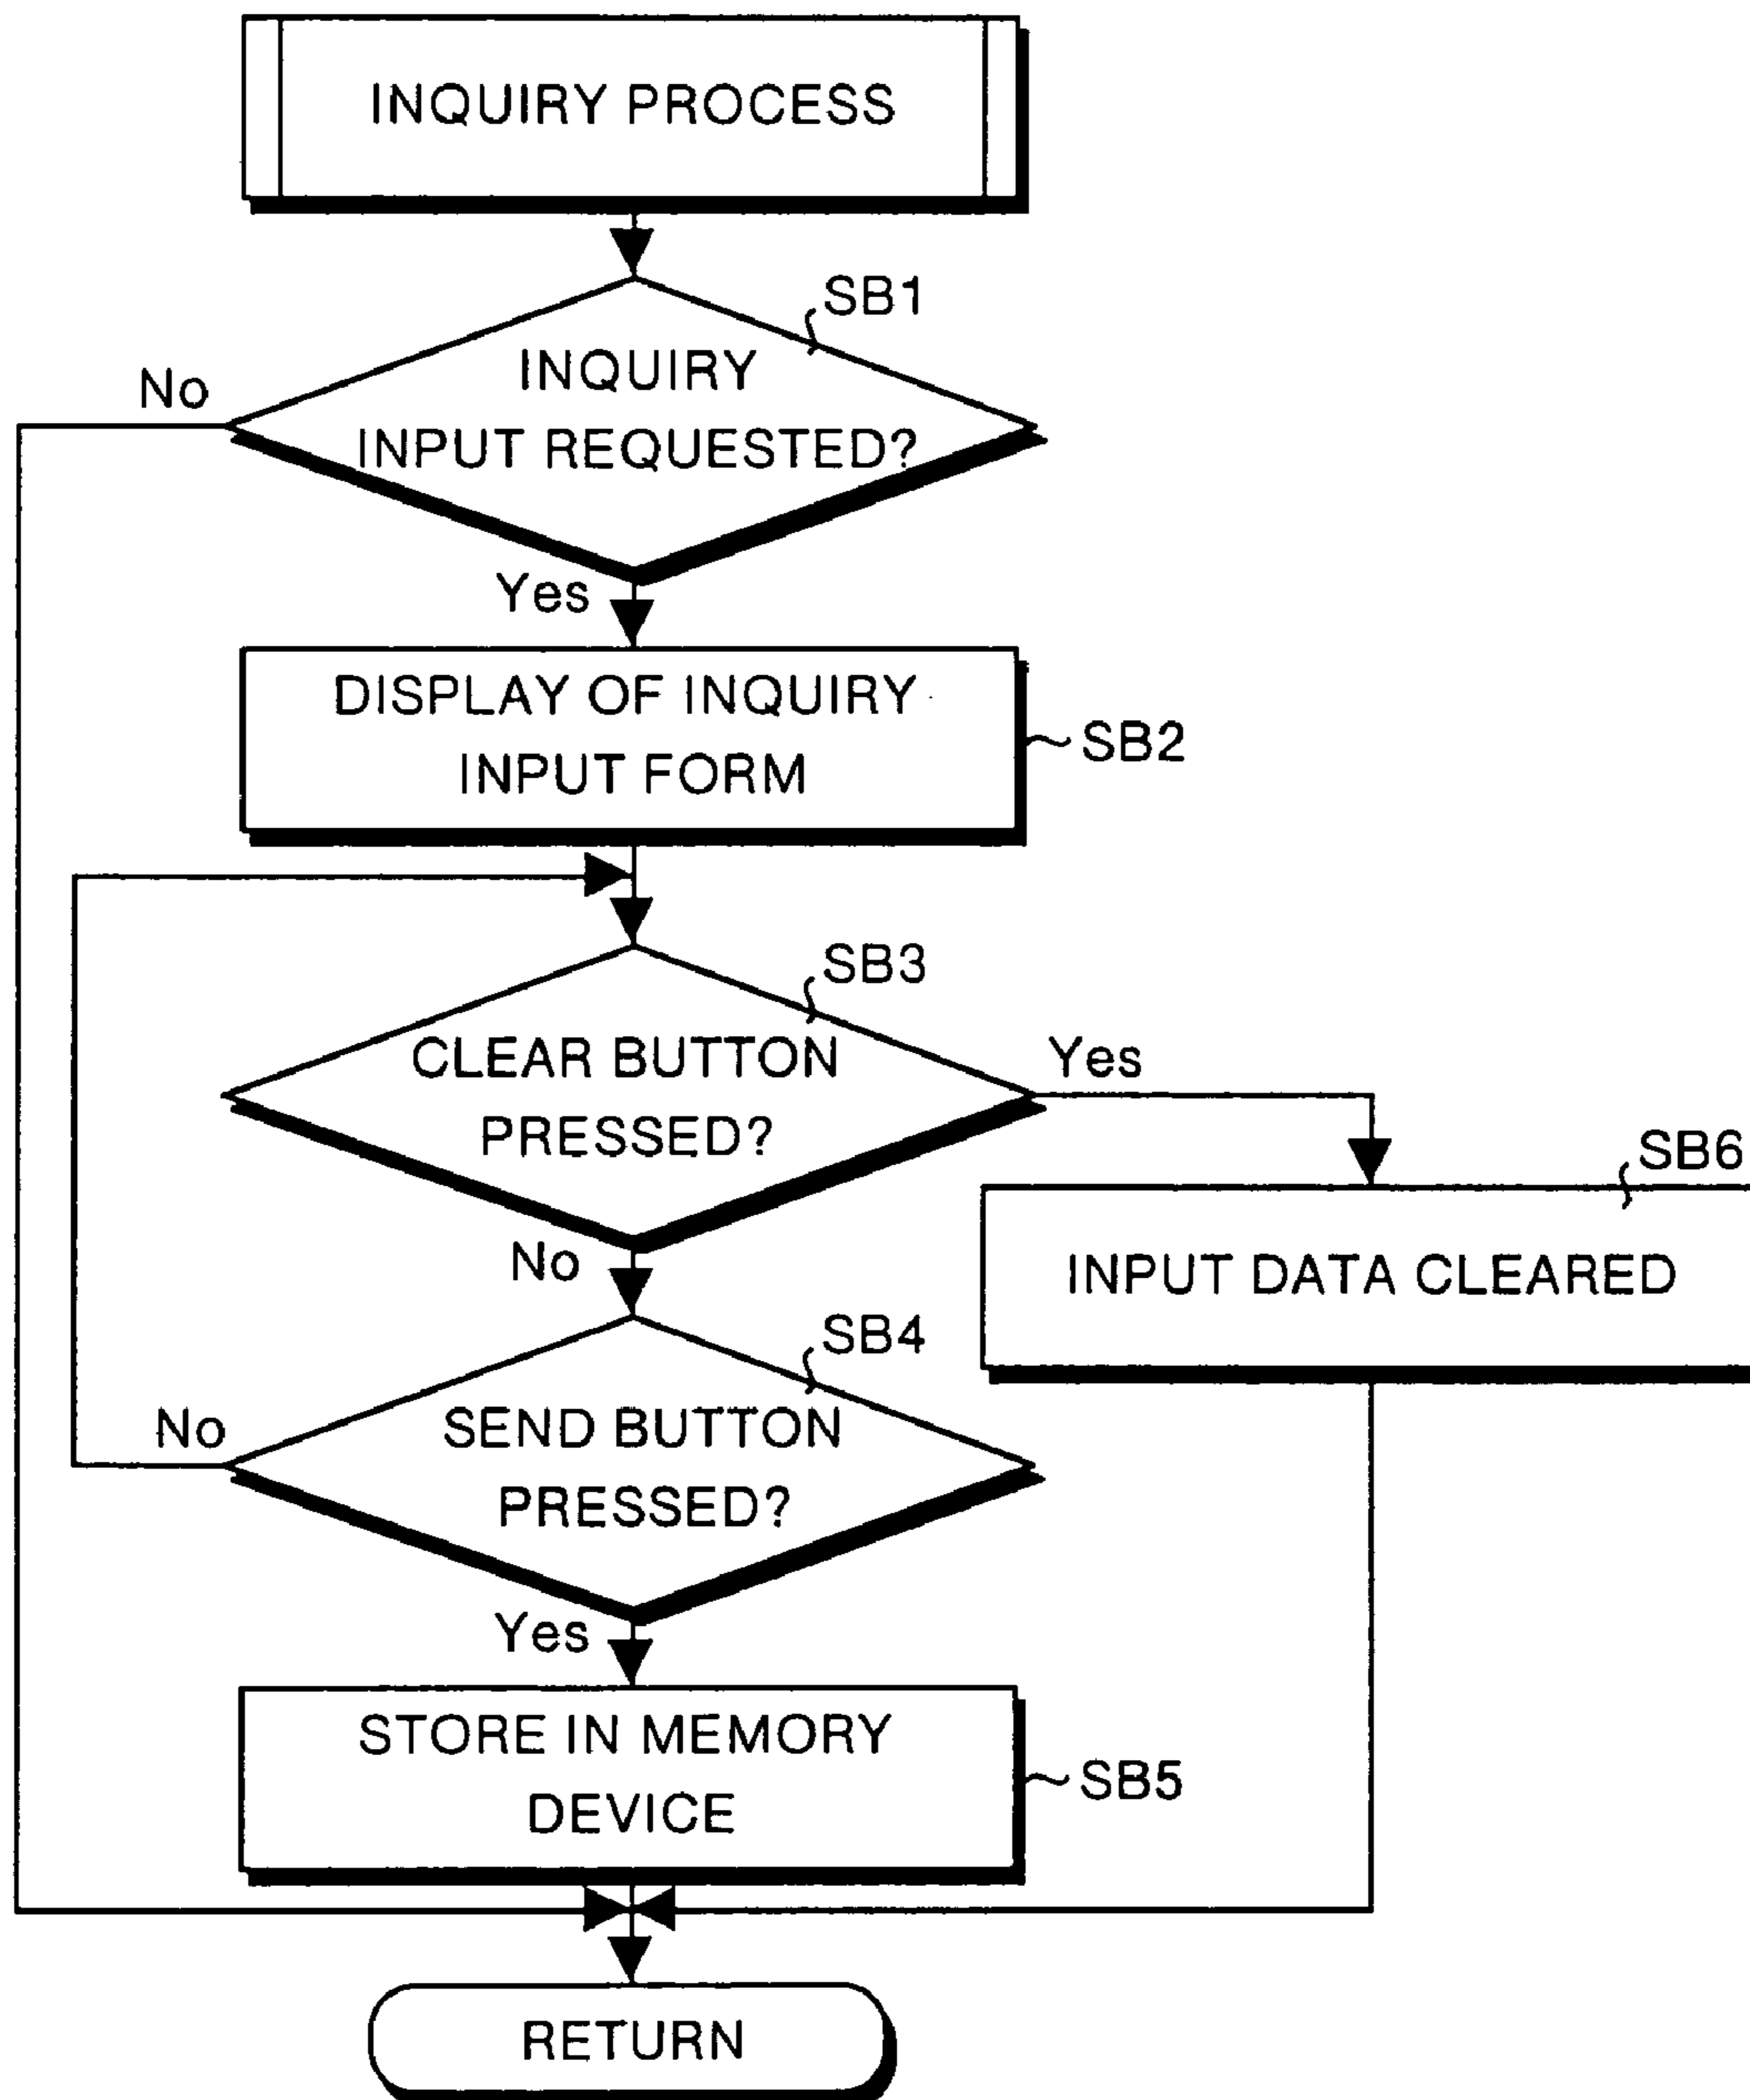 INQUIRY PROCESS
SB1
INQUIRY
INPUT REQUESTED?
No
Yes
DISPLAY OF INQUIRY
INPUT FORM
SB2
SB3
CLEAR BUTTON
PRESSED?
Yes
No
SB6
INPUT DATA CLEARED
SB4
SEND BUTTON
PRESSED?
No
Yes
STORE IN MEMORY
DEVICE
SB5
RETURN